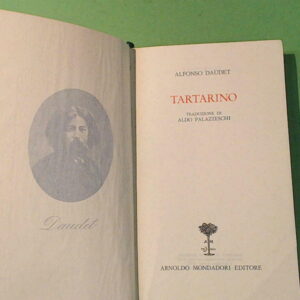 Daudet
ALFONSO DAUDET
TARTARINO
TRADUZIONE DI
ALDO PALAZZESCHI
A M
ARNOLDO MONDADORI EDITORE